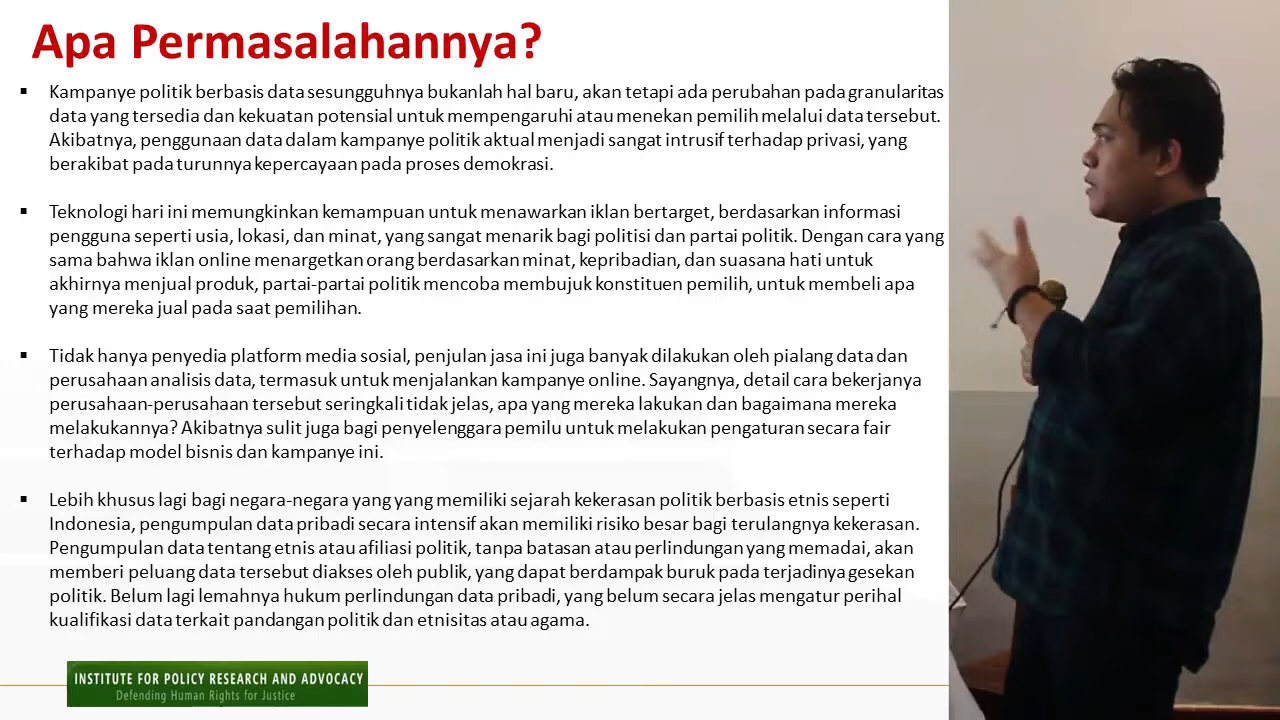 Apa Permasalahannya?
Kampanye politik berbasis data sesungguhnya bukanlah hal baru, akan tetapi ada perubahan pada granularitas
data yang tersedia dan kekuatan potensial untuk mempengaruhi atau menekan pemilih melalui data tersebut.
Akibatnya, penggunaan data dalam kampanye politik aktual menjadi sangat intrusif terhadap privasi, yang
berakibat pada turunnya kepercayaan pada proses demokrasi.
Teknologi hari ini memungkinkan kemampuan untuk menawarkan iklan bertarget, berdasarkan informasi
pengguna seperti usia, lokasi, dan minat, yang sangat menarik bagi politisi dan partai politik. Dengan cara yang
sama bahwa iklan online menargetkan orang berdasarkan minat, kepribadian, dan suasana hati untuk
akhirnya menjual produk, partai-partai politik mencoba membujuk konstituen pemilih, untuk membeli apa
yang mereka jual pada saat pemilihan.
Tidak hanya penyedia platform media sosial, penjulan jasa ini juga banyak dilakukan oleh pialang data dan
perusahaan analisis data, termasuk untuk menjalankan kampanye online. Sayangnya, detail cara bekerjanya
perusahaan-perusahaan tersebut seringkali tidak jelas, apa yang mereka lakukan dan bagaimana mereka
melakukannya? Akibatnya sulit juga bagi penyelenggara pemilu untuk melakukan pengaturan secara fair
terhadap model bisnis dan kampanye ini.
Lebih khusus lagi bagi negara-negara yang yang memiliki sejarah kekerasan politik berbasis etnis seperti
Indonesia, pengumpulan data pribadi secara intensif akan memiliki risiko besar bagi terulangnya kekerasan.
Pengumpulan data tentang etnis atau afiliasi politik, tanpa batasan atau perlindungan yang memadai, akan
memberi peluang data tersebut diakses oleh publik, yang dapat berdampak buruk pada terjadinya gesekan
politik. Belum lagi lemahnya hukum perlindungan data pribadi, yang belum secara jelas mengatur perihal
kualifikasi data terkait pandangan politik dan etnisitas atau agama.
INSTITUTE FOR POLICY RESEARCH AND ADVOCACY
Defending Human Rights for Justice